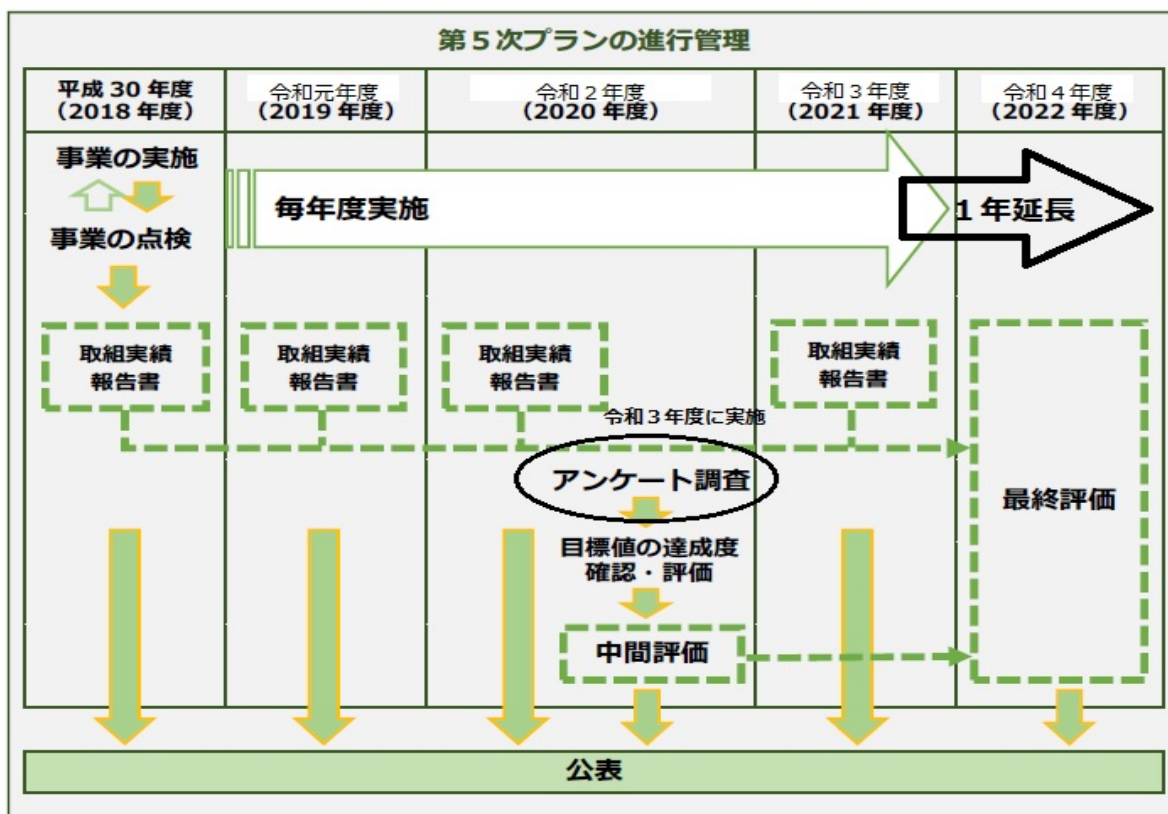 第５次プランの進行管理
平成 30 年度
（2018 年度）
令和元年度
（2019 年度）
令和２年度
（2020 年度）
令和３年度
（2021 年度）
令和４年度
（2022 年度）
事業の実施
事業の点検
毎年度実施
１年延長
取組実績
報告書
取組実績
報告書
取組実績
報告書
取組実績
報告書
令和３年度に実施
アンケート調査
目標値の達成度
確認・評価
中間評価
最終評価
公表